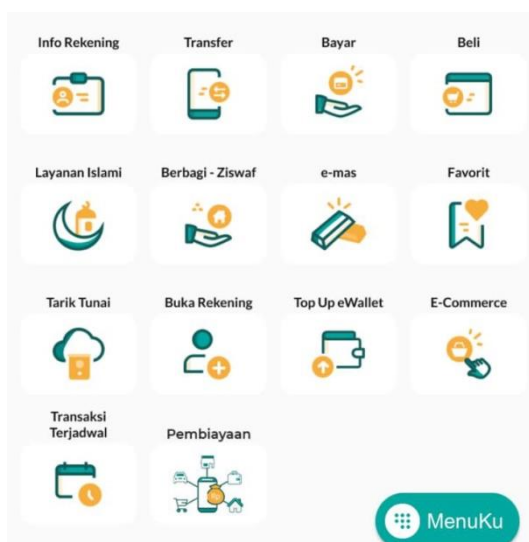 Info Rekening
Transfer
Bayar
Beli
Layanan Islami
Berbagi - Ziswaf
e-mas
Favorit
Tarik Tunai
Buka Rekening
Top Up eWallet
E-Commerce
Transaksi
Terjadwal
Pembiayaan
MenuKu